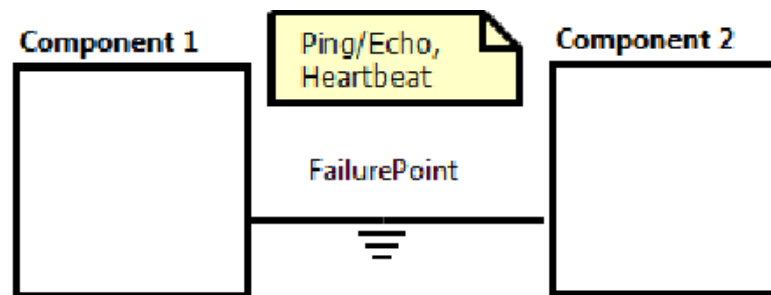 Component 1
Ping/Echo,
Heartbeat
Component 2
FailurePoint